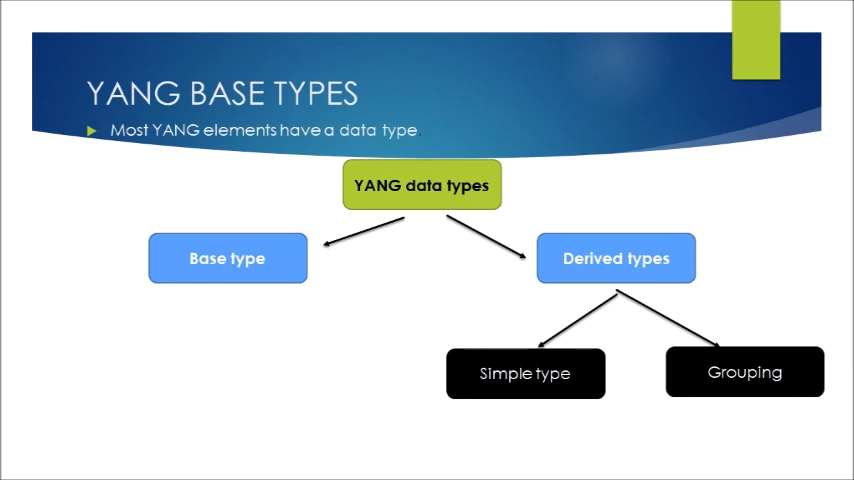 YANG BASE TYPES
Most YANG elements have a data type.
YANG data types
Base type
Derived types
Simple type
Grouping